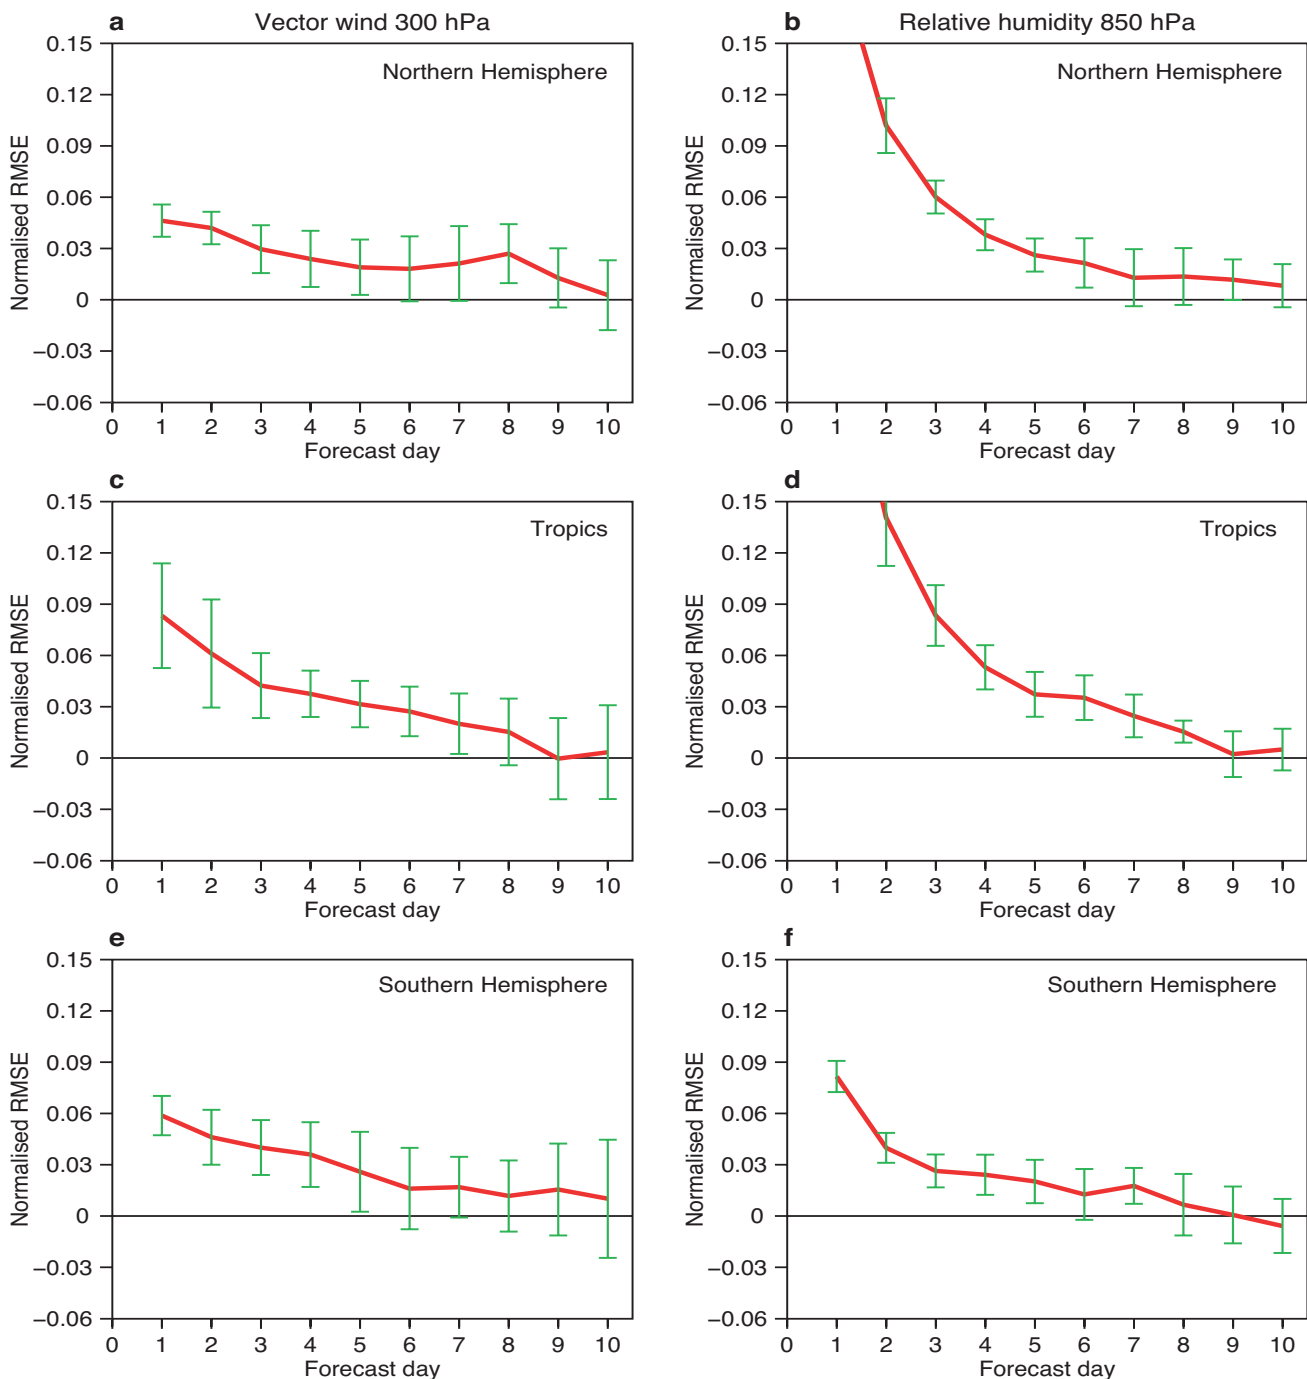 a Vector wind 300 hPa
Northern Hemisphere
Normalised RMSE
0.15
0.12
0.09
0.06
0.03
0
−0.03
−0.06
0 1 2 3 4 5 6 7 8 9 10
Forecast day
b Relative humidity 850 hPa
Northern Hemisphere
Normalised RMSE
0.15
0.12
0.09
0.06
0.03
0
−0.03
−0.06
0 1 2 3 4 5 6 7 8 9 10
Forecast day
c
Tropics
Normalised RMSE
0.15
0.12
0.09
0.06
0.03
0
−0.03
−0.06
0 1 2 3 4 5 6 7 8 9 10
Forecast day
d
Tropics
Normalised RMSE
0.15
0.12
0.09
0.06
0.03
0
−0.03
−0.06
0 1 2 3 4 5 6 7 8 9 10
Forecast day
e
Southern Hemisphere
Normalised RMSE
0.15
0.12
0.09
0.06
0.03
0
−0.03
−0.06
0 1 2 3 4 5 6 7 8 9 10
Forecast day
f
Southern Hemisphere
Normalised RMSE
0.15
0.12
0.09
0.06
0.03
0
−0.03
−0.06
0 1 2 3 4 5 6 7 8 9 10
Forecast day